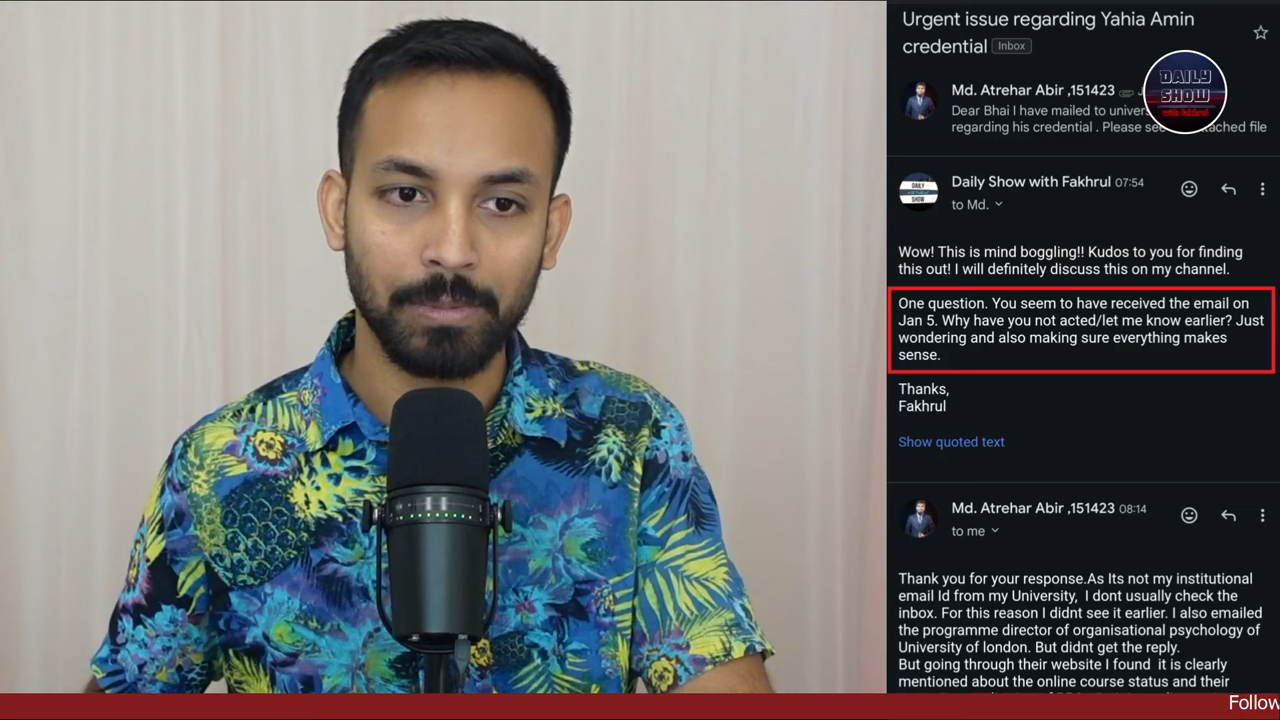 Urgent issue regarding Yahia Amin
credential Inbox
Md. Atrehar Abir ,151423
Dear Bhai I have mailed to
regarding his credential . Please file
DAILY
SHOW
with fakhrul
Daily Show with Fakhrul 07:54
to Md.
DAILY
SHOW
Wow! This is mind boggling!! Kudos to you for finding
this out! I will definitely discuss this on my channel.
One question. You seem to have received the email on
Jan 5. Why have you not acted/let me know earlier? Just
wondering and also making sure everything makes
sense.
Thanks,
Fakhrul
Show quoted text
Md. Atrehar Abir ,151423 08:14
to me
Thank you for your response.As Its not my institutional
email Id from my University, I dont usually check the
inbox. For this reason I didnt see it earlier. I also emailed
the programme director of organisational psychology of
University of london. But didnt get the reply.
But going through their website I found it is clearly
mentioned about the online course status and their
Follow